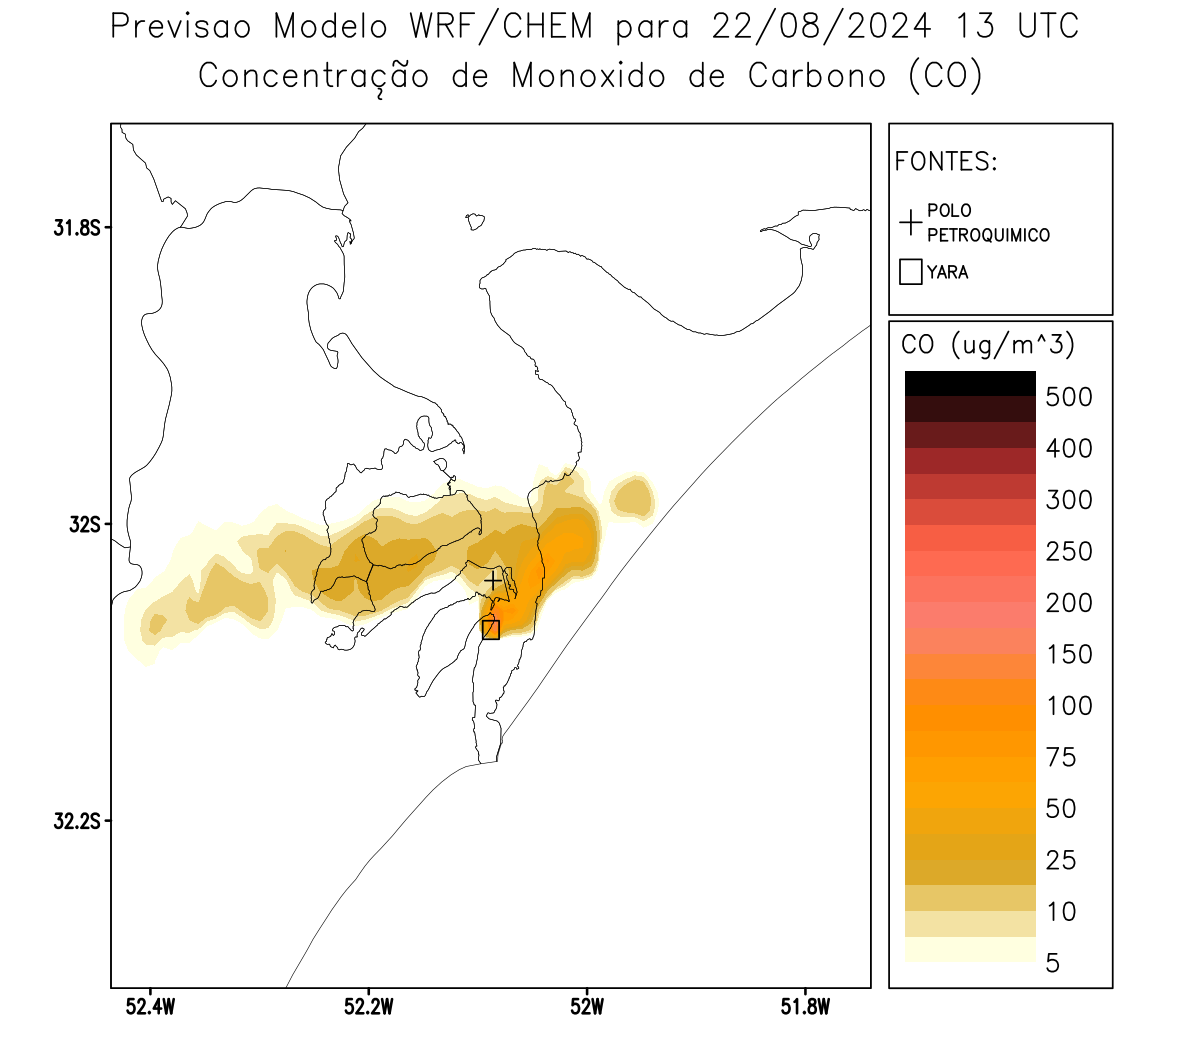 Previsao Modelo WRF/CHEM para 22/08/2024 13 UTC
Concentração de Monoxido de Carbono (CO)
FONTES:
POLO
PETROQUIMICO
YARA
CO (ug/m^3)
500
400
300
250
200
150
100
75
50
25
10
5
31.8S
32S
32.2S
52.4W
52.2W
52W
51.8W